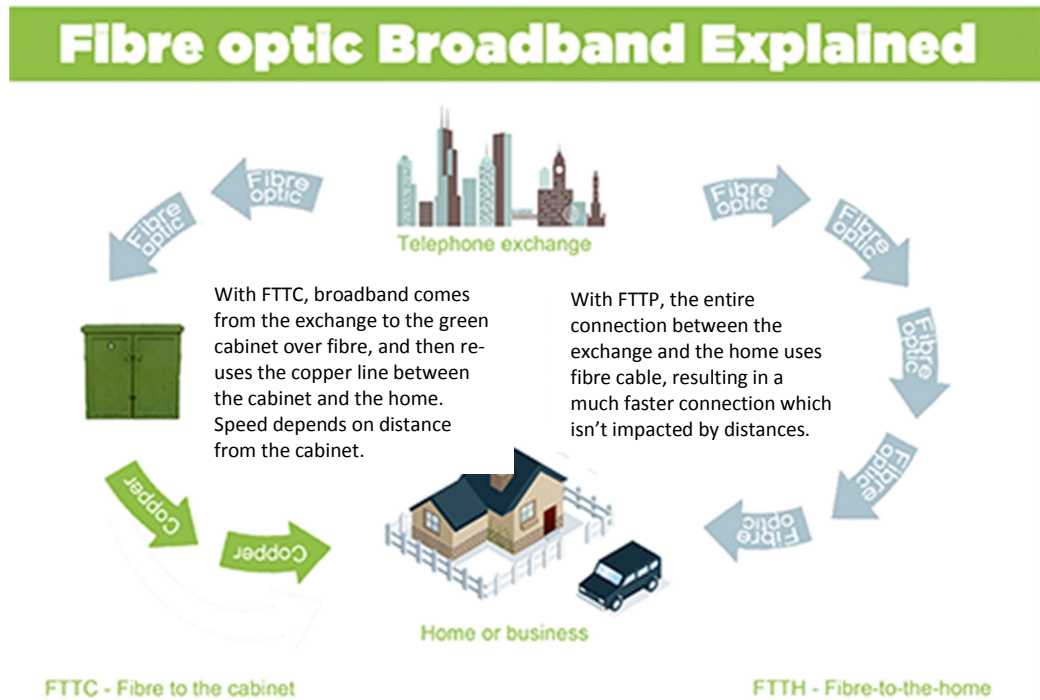 Fibre optic Broadband Explained
Fibre
optic
Fibre
optic
Telephone exchange
Fibre
optic
Fibre
optic
With FTTC, broadband comes
from the exchange to the green
cabinet over fibre, and then re-
uses the copper line between
the cabinet and the home.
Speed depends on distance
from the cabinet.
With FTTP, the entire
connection between the
exchange and the home uses
fibre cable, resulting in a
much faster connection which
isn’t impacted by distances.
Fibre
optic
Fibre
optic
Fibre
optic
Copper
Copper
Home or business
FTTC - Fibre to the cabinet
FTTH - Fibre-to-the-home